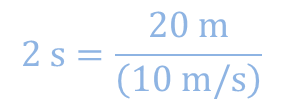 2 s = 20 m / (10 m/s)